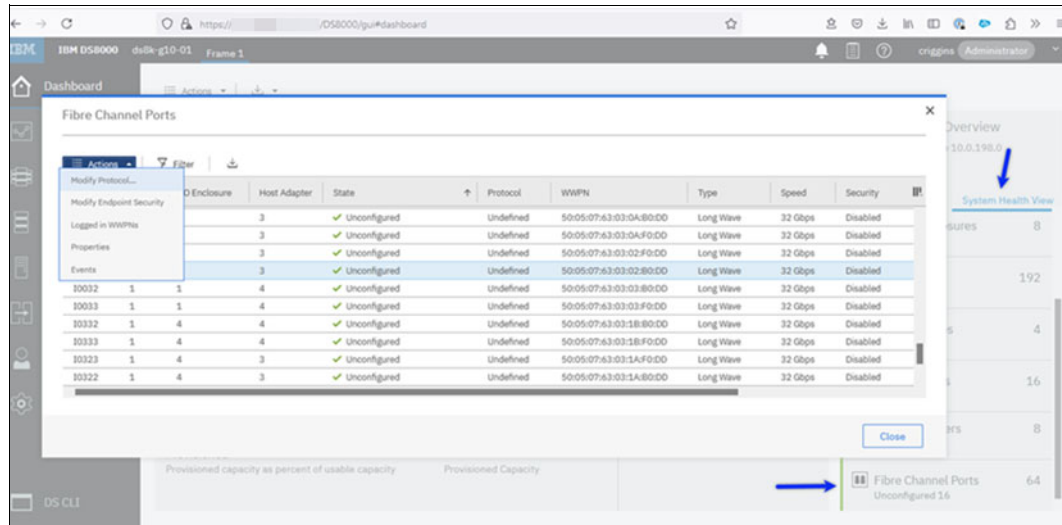 https:// /DS8000/gui#dashboard
IBM IBM DS8000 ds8k-g10-01 Frame 1 criggins Administrator
Dashboard Actions
Fibre Channel Ports
Overview
10.0.198.0
Actions Filter
System Health View
Modify Protocol...
Modify Endpoint Security
Logged in WWPNs
Properties
Events
O Enclosure Host Adapter State Protocol WWPN Type Speed Security
3 Unconfigured Undefined 50:05:07:63:03:0A:B0:DD Long Wave 32 Gbps Disabled
3 Unconfigured Undefined 50:05:07:63:03:0A:F0:DD Long Wave 32 Gbps Disabled
3 Unconfigured Undefined 50:05:07:63:03:02:F0:DD Long Wave 32 Gbps Disabled
3 Unconfigured Undefined 50:05:07:63:03:02:B0:DD Long Wave 32 Gbps Disabled
I0032 1 1 4 Unconfigured Undefined 50:05:07:63:03:03:B0:DD Long Wave 32 Gbps Disabled
I0033 1 1 4 Unconfigured Undefined 50:05:07:63:03:03:F0:DD Long Wave 32 Gbps Disabled
I0332 1 4 4 Unconfigured Undefined 50:05:07:63:03:1B:B0:DD Long Wave 32 Gbps Disabled
I0333 1 4 4 Unconfigured Undefined 50:05:07:63:03:1B:F0:DD Long Wave 32 Gbps Disabled
I0323 1 4 3 Unconfigured Undefined 50:05:07:63:03:1A:F0:DD Long Wave 32 Gbps Disabled
I0322 1 4 3 Unconfigured Undefined 50:05:07:63:03:1A:B0:DD Long Wave 32 Gbps Disabled
sures 8
192
s 4
s 16
ers 8
Close
Provisioned capacity as percent of usable capacity Provisioned Capacity
Fibre Channel Ports 64
Unconfigured 16
DS CLI